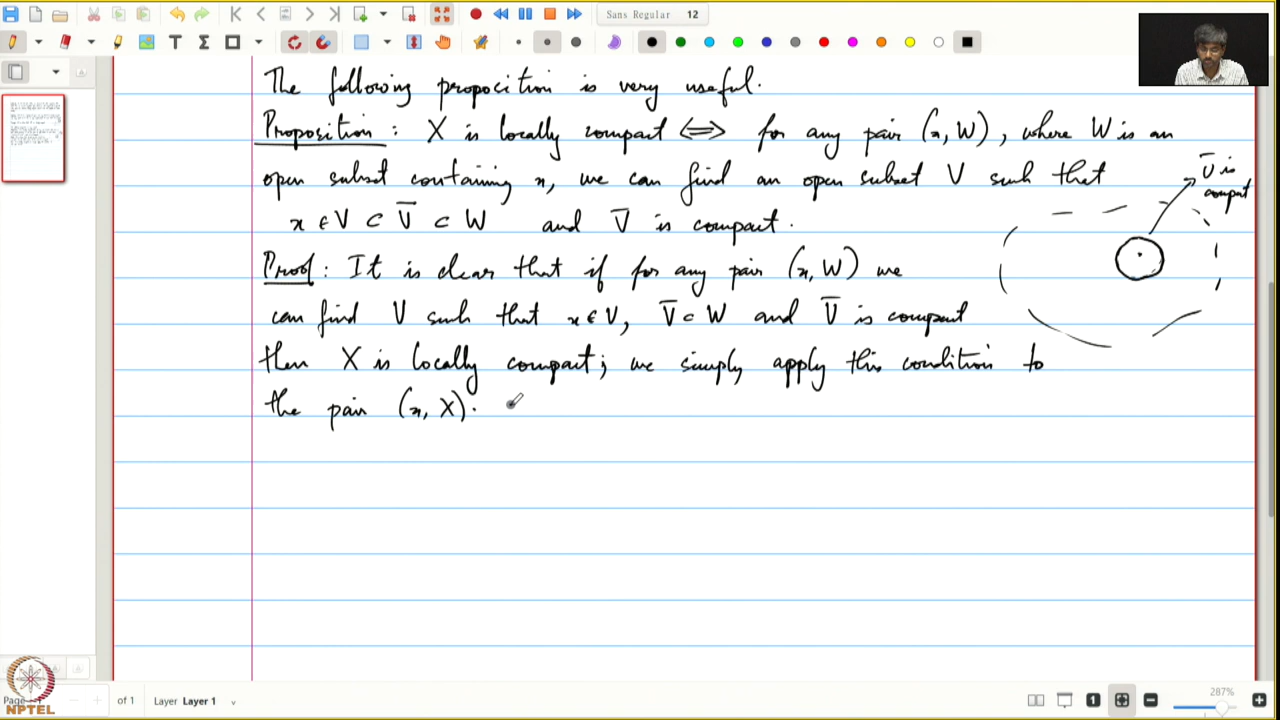 Sans Regular 12
The following proposition is very useful.
Proposition: X is locally compact ⟺ for any pair (x, W), where W is an
open subset containing x, we can find an open subset V such that
x ∈ V ⊂ V̅ ⊂ W and V̅ is compact.
U̅ is
compact
Proof: It is clear that if for any pair (x, W) we
can find V such that x ∈ V, V̅ ⊂ W and V̅ is compact
then X is locally compact; we simply apply this condition to
the pair (x, X).
Page
of 1
Layer Layer 1
287%
NPTEL